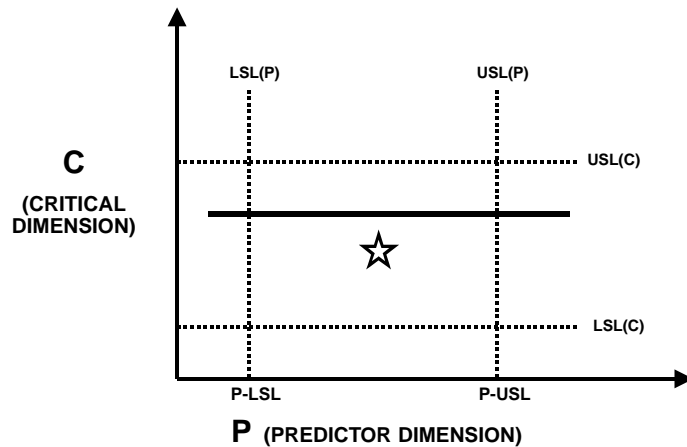 LSL(P)
USL(P)
C
(CRITICAL
DIMENSION)
USL(C)
LSL(C)
P-LSL
P-USL
P (PREDICTOR DIMENSION)